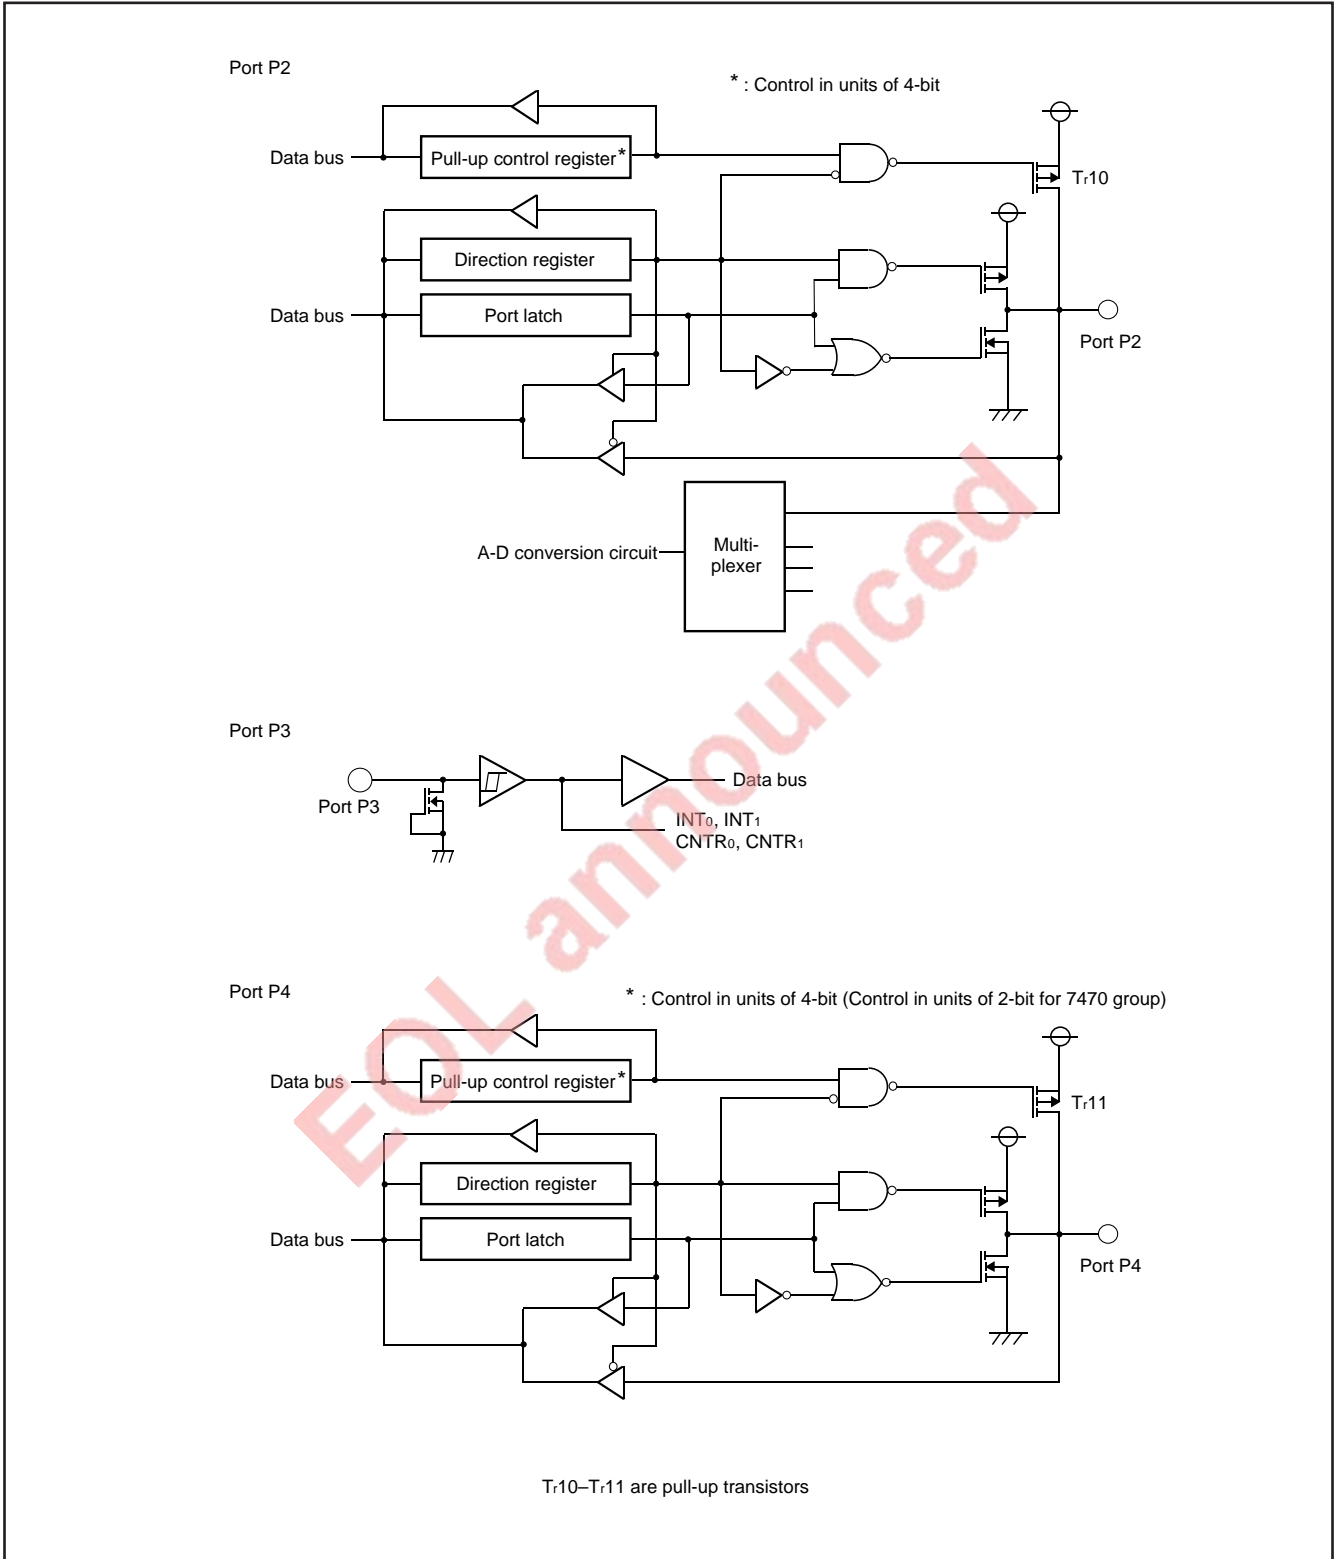 Port P2
* : Control in units of 4-bit
Data bus
Pull-up control register*
Tr10
Direction register
Data bus
Port latch
Port P2
A-D conversion circuit
Multi-
plexer
Port P3
Port P3
Data bus
INT0, INT1
CNTR0, CNTR1
Port P4
* : Control in units of 4-bit (Control in units of 2-bit for 7470 group)
Data bus
Pull-up control register*
Tr11
Direction register
Data bus
Port latch
Port P4
Tr10–Tr11 are pull-up transistors
EOL announced